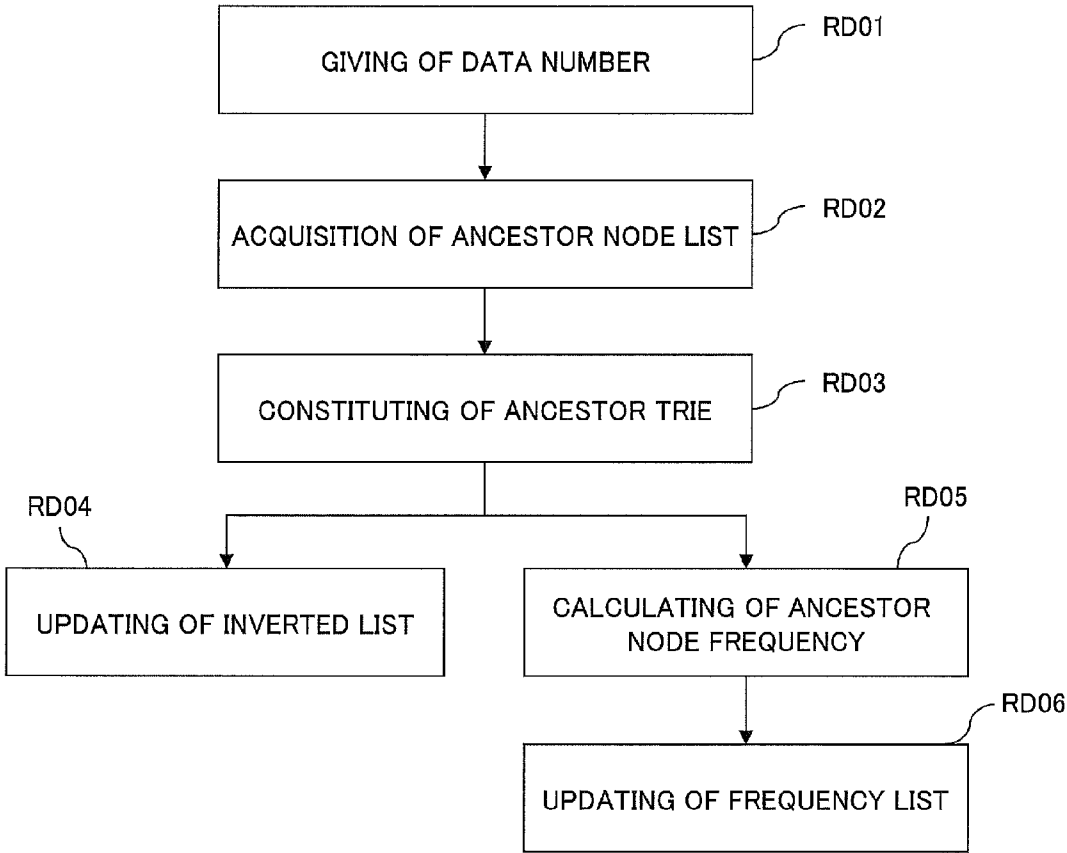 RD01
GIVING OF DATA NUMBER
RD02
ACQUISITION OF ANCESTOR NODE LIST
RD03
CONSTITUTING OF ANCESTOR TRIE
RD04
UPDATING OF INVERTED LIST
RD05
CALCULATING OF ANCESTOR
NODE FREQUENCY
RD06
UPDATING OF FREQUENCY LIST